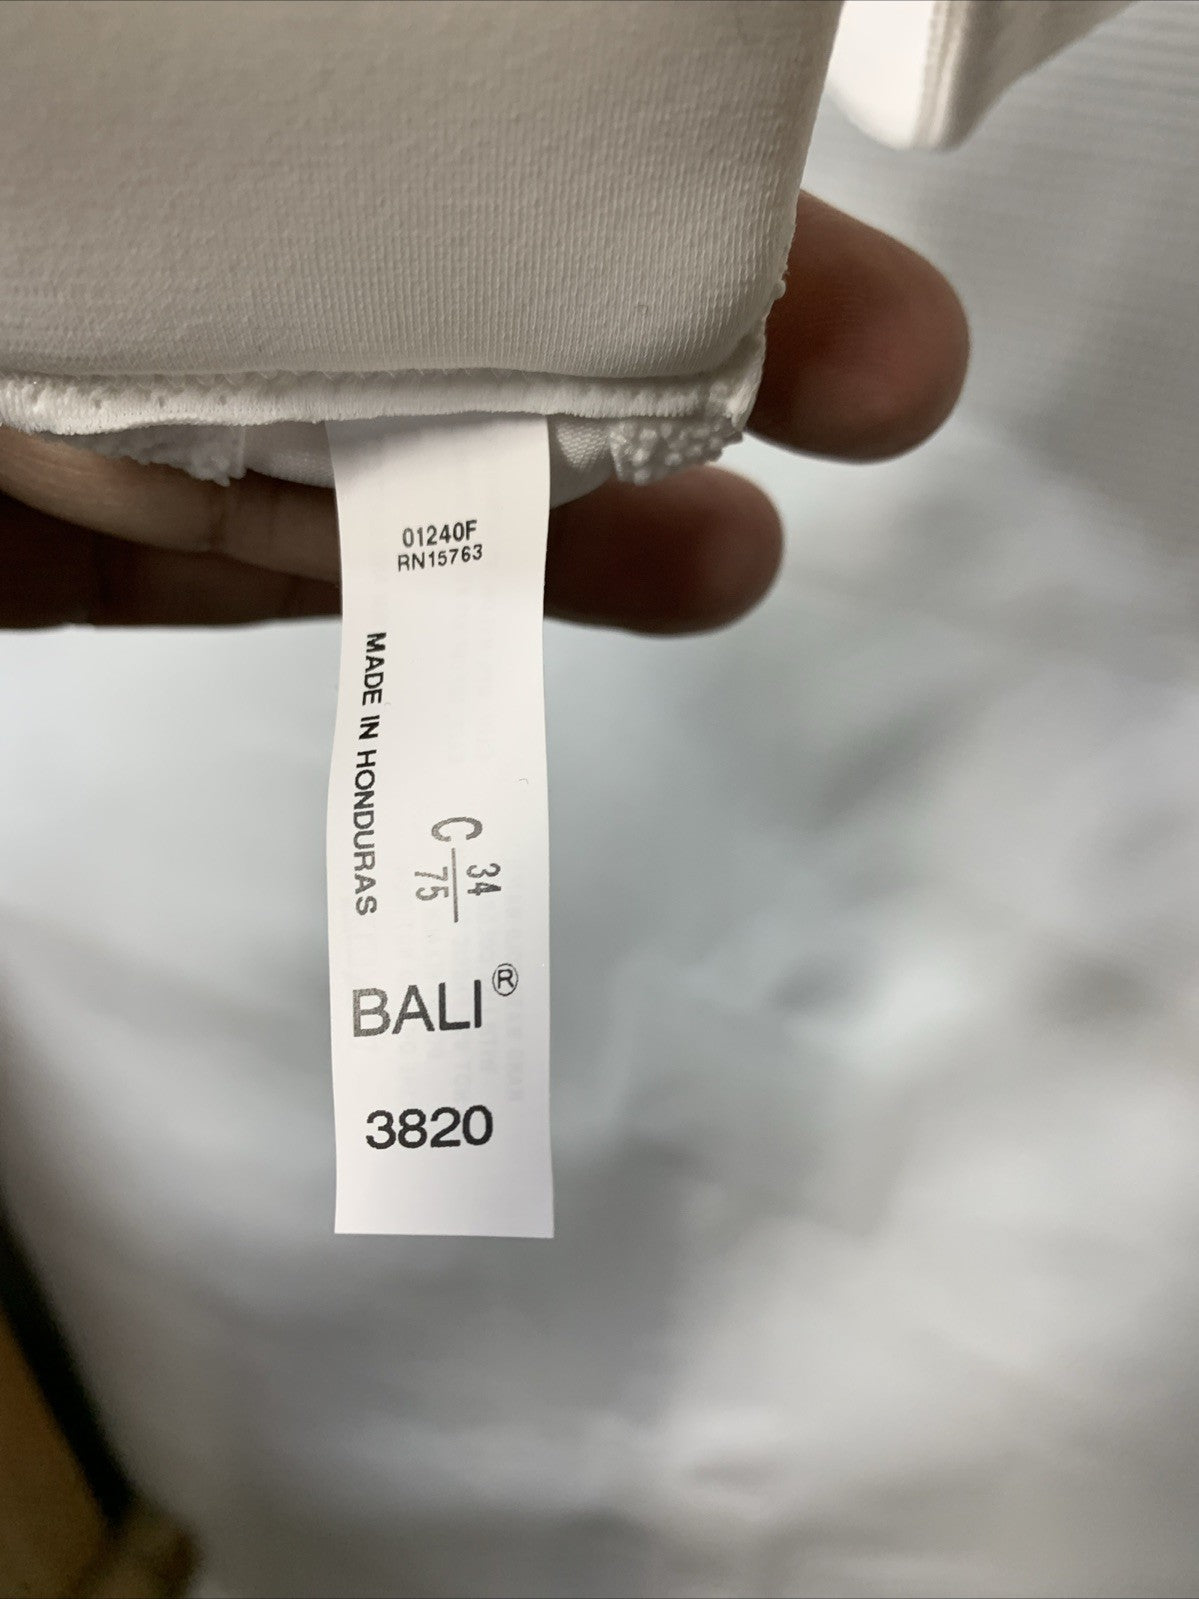 01240F
RN15763
MADE IN HONDURAS
C 34
75
BALI®
3820